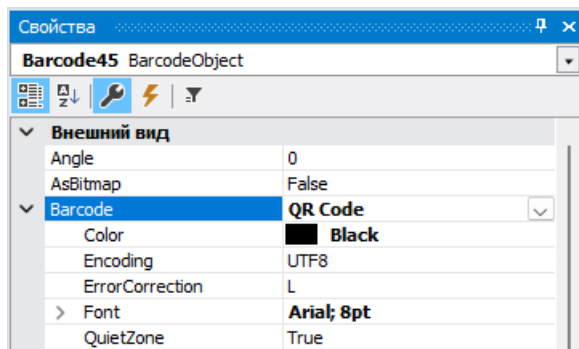 Свойства
Barcode45 BarcodeObject
Внешний вид
Angle 0
AsBitmap False
Barcode QR Code
Color Black
Encoding UTF8
ErrorCorrection L
Font Arial; 8pt
QuietZone True